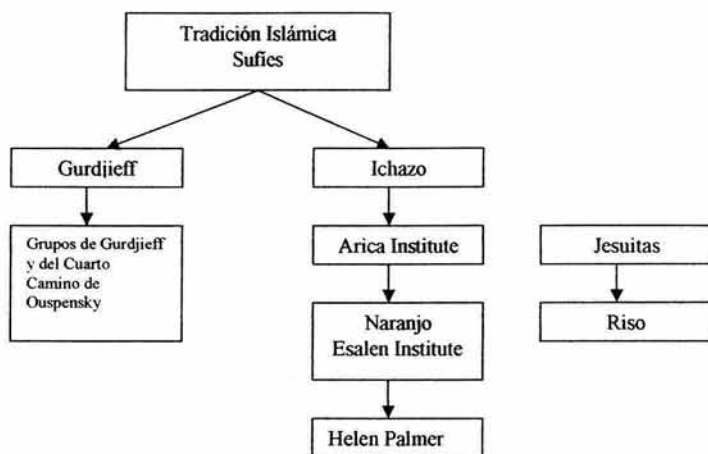 Tradición Islámica
Sufíes
Gurdjieff
Ichazo
Grupos de Gurdjieff
y del Cuarto
Camino de
Ouspensky
Arica Institute
Jesuitas
Naranjo
Esalen Institute
Riso
Helen Palmer